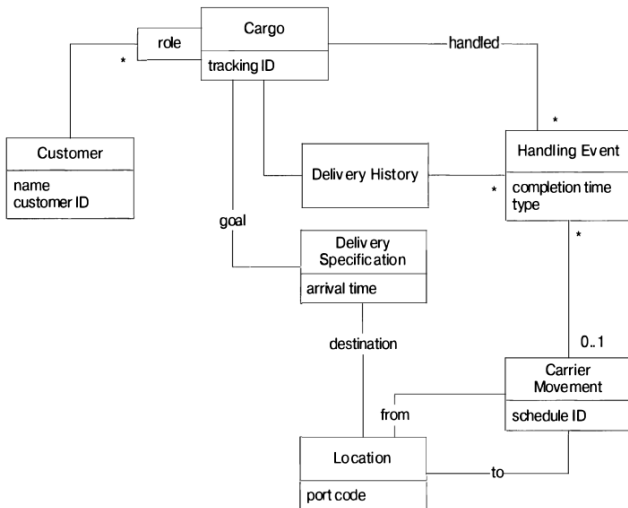 Cargo
role
handled
*
tracking ID
*
Customer
Handling Event
Delivery History
name
customer ID
*
completion time
type
goal
Delivery
Specification
*
arrival time
destination
0..1
Carrier
Movement
from
schedule ID
Location
to
port code